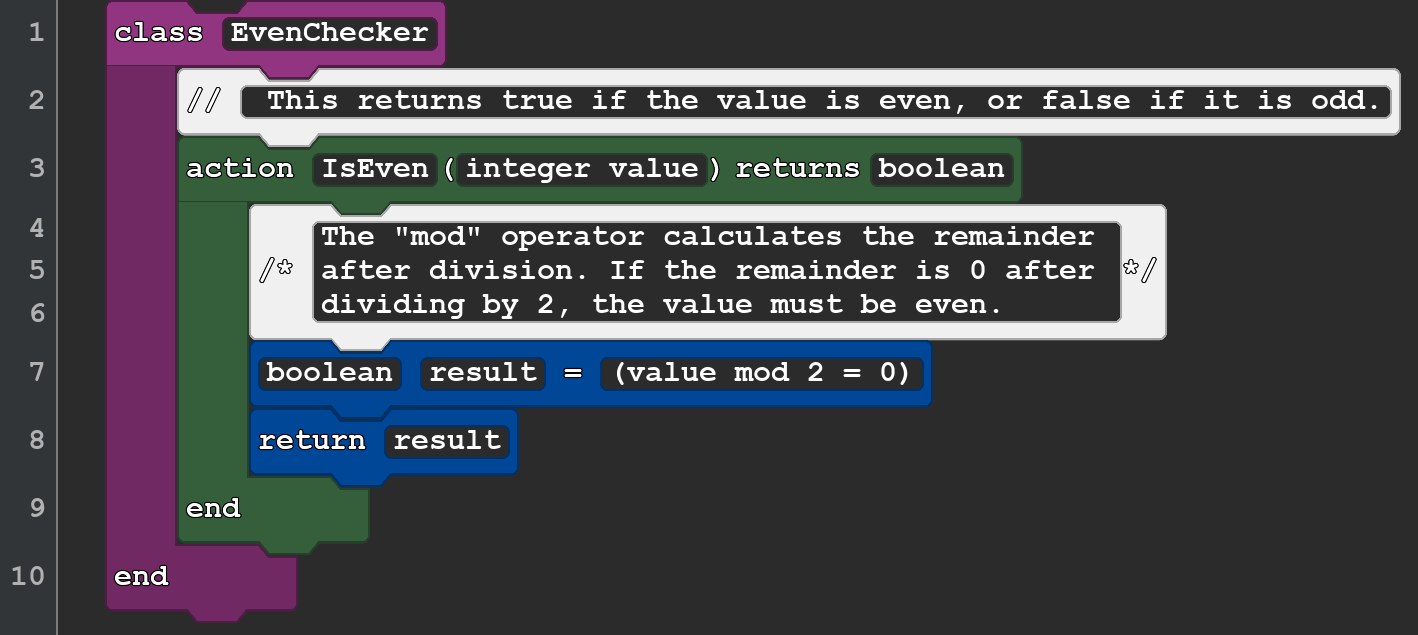 1 class EvenChecker
2 // This returns true if the value is even, or false if it is odd.
3 action IsEven ( integer value ) returns boolean
4 The "mod" operator calculates the remainder
5 /* after division. If the remainder is 0 after */
6 dividing by 2, the value must be even.
7 boolean result = (value mod 2 = 0)
8 return result
9 end
10 end